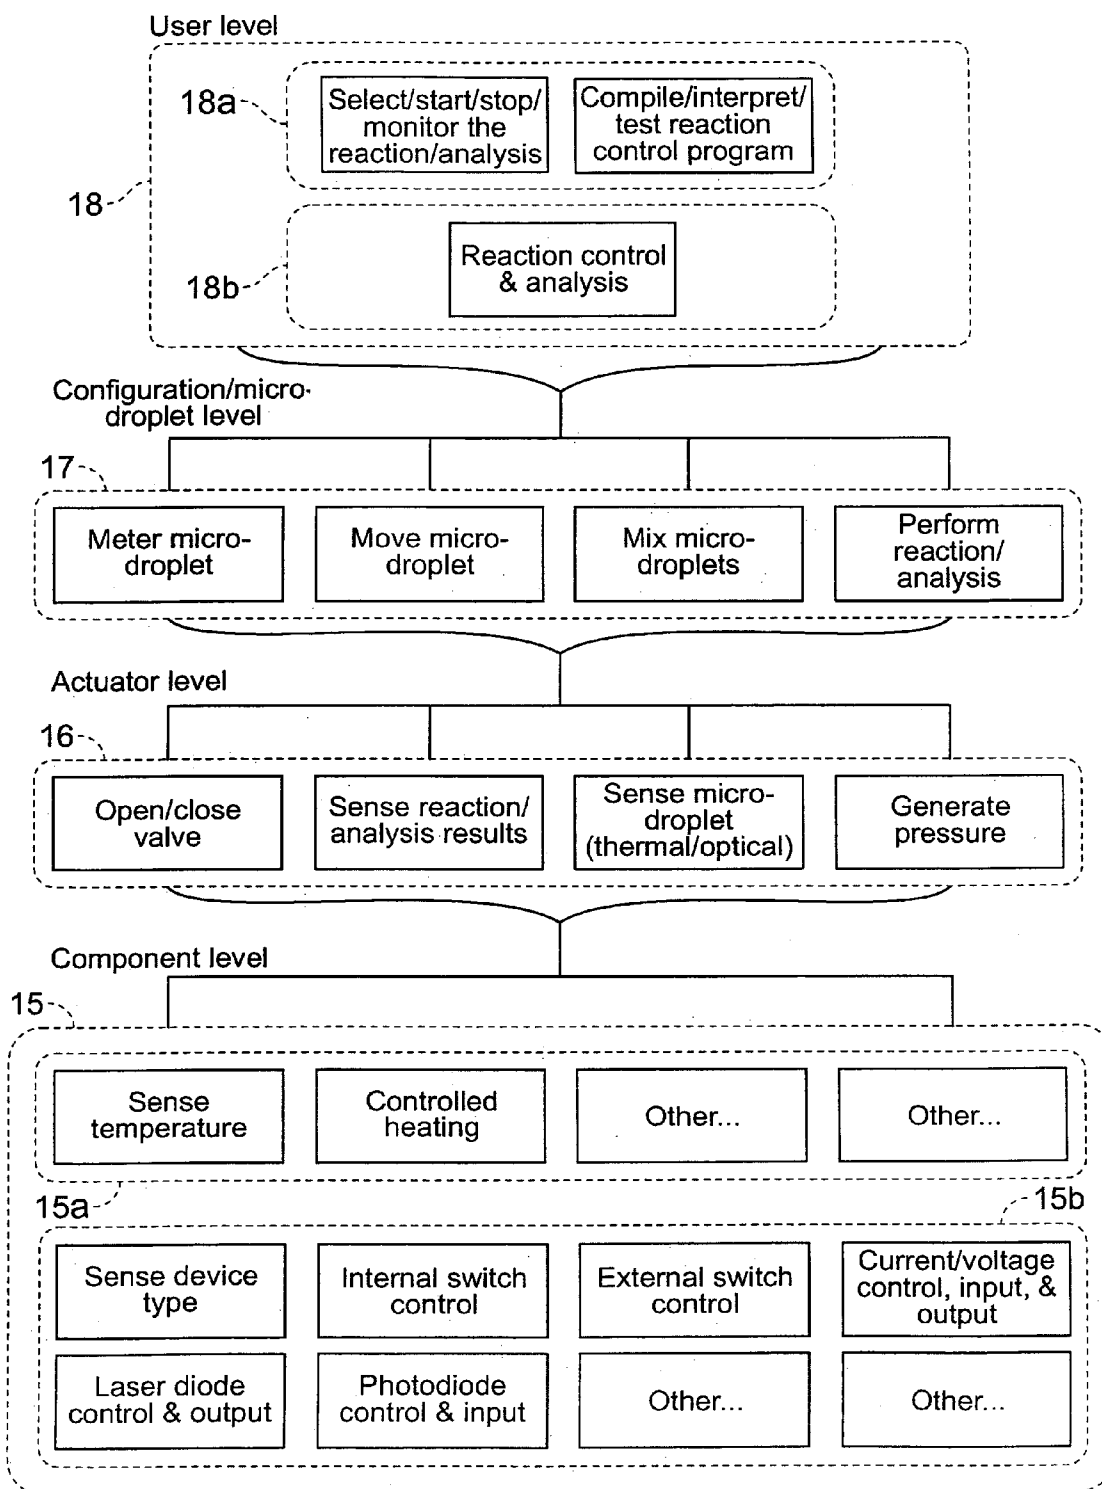 User level
18a
Select/start/stop/
monitor the
reaction/analysis
Compile/interpret/
test reaction
control program
18
18b
Reaction control
& analysis
Configuration/micro-
droplet level
17
Meter micro-
droplet
Move micro-
droplet
Mix micro-
droplets
Perform
reaction/
analysis
Actuator level
16
Open/close
valve
Sense reaction/
analysis results
Sense micro-
droplet
(thermal/optical)
Generate
pressure
Component level
15
Sense
temperature
Controlled
heating
Other...
Other...
15a
15b
Sense device
type
Internal switch
control
External switch
control
Current/voltage
control, input, &
output
Laser diode
control & output
Photodiode
control & input
Other...
Other...